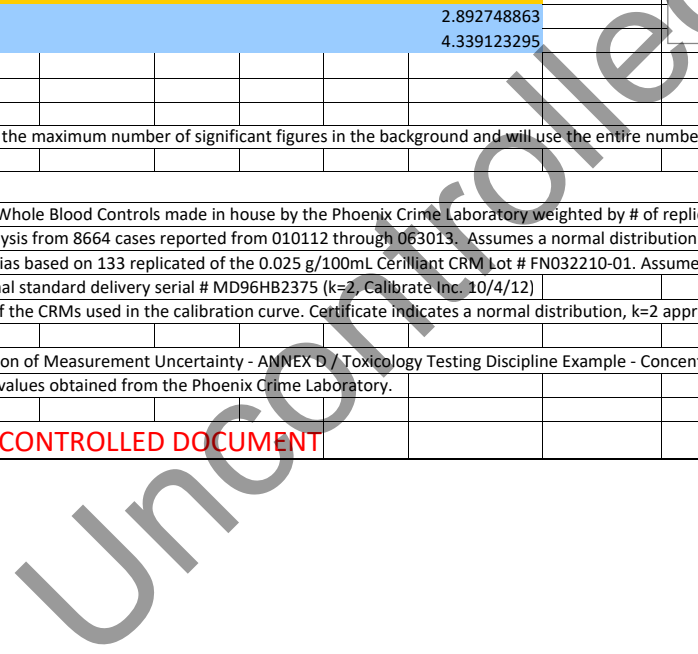 2.892748863
4.339123295
the maximum number of significant figures in the background and will use the entire numbe
Whole Blood Controls made in house by the Phoenix Crime Laboratory weighted by # of repli
ysis from 8664 cases reported from 010112 through 063013. Assumes a normal distribution
ias based on 133 replicated of the 0.025 g/100mL Cerilliant CRM Lot # FN032210-01. Assume
al standard delivery serial # MD96HB2375 (k=2, Calibrate Inc. 10/4/12)
f the CRMs used in the calibration curve. Certificate indicates a normal distribution, k=2 appr
on of Measurement Uncertainty - ANNEX D / Toxicology Testing Discipline Example - Concent
values obtained from the Phoenix Crime Laboratory.
CONTROLLED DOCUMENT
Uncontrolled